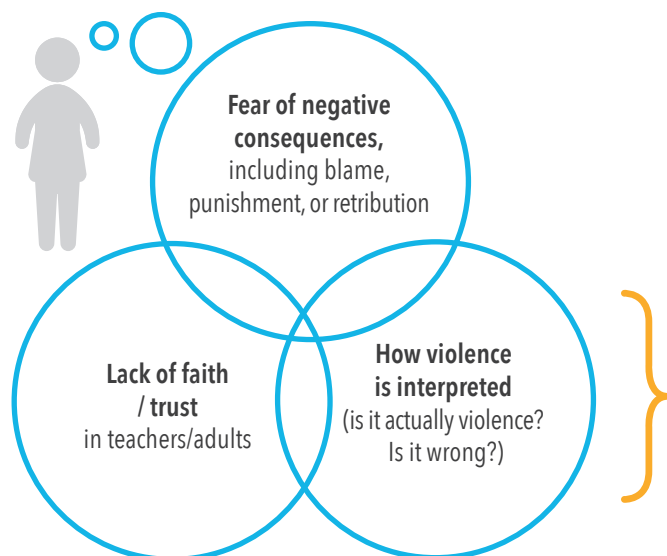 Fear of negative
consequences,
including blame,
punishment, or retribution
Lack of faith
/ trust
in teachers/adults
How violence
is interpreted
(is it actually violence?
Is it wrong?)